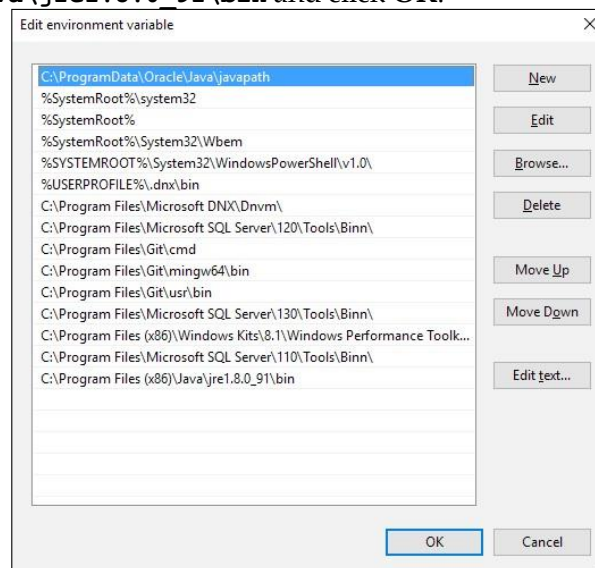 \bin and click OK.
Edit environment variable
C:\ProgramData\Oracle\Java\javapath
New
%SystemRoot%\system32
%SystemRoot%
Edit
%SystemRoot%\System32\Wbem
%SYSTEMROOT%\System32\WindowsPowerShell\v1.0\
Browse...
%USERPROFILE%\.dnx\bin
C:\Program Files\Microsoft DNX\Dnvm\
Delete
C:\Program Files\Microsoft SQL Server\120\Tools\Binn\
C:\Program Files\Git\cmd
C:\Program Files\Git\mingw64\bin
Move Up
C:\Program Files\Git\usr\bin
C:\Program Files\Microsoft SQL Server\130\Tools\Binn\
Move Down
C:\Program Files (x86)\Windows Kits\8.1\Windows Performance Toolk...
C:\Program Files\Microsoft SQL Server\110\Tools\Binn\
C:\Program Files (x86)\Java\jre1.8.0_91\bin
Edit text...
OK
Cancel